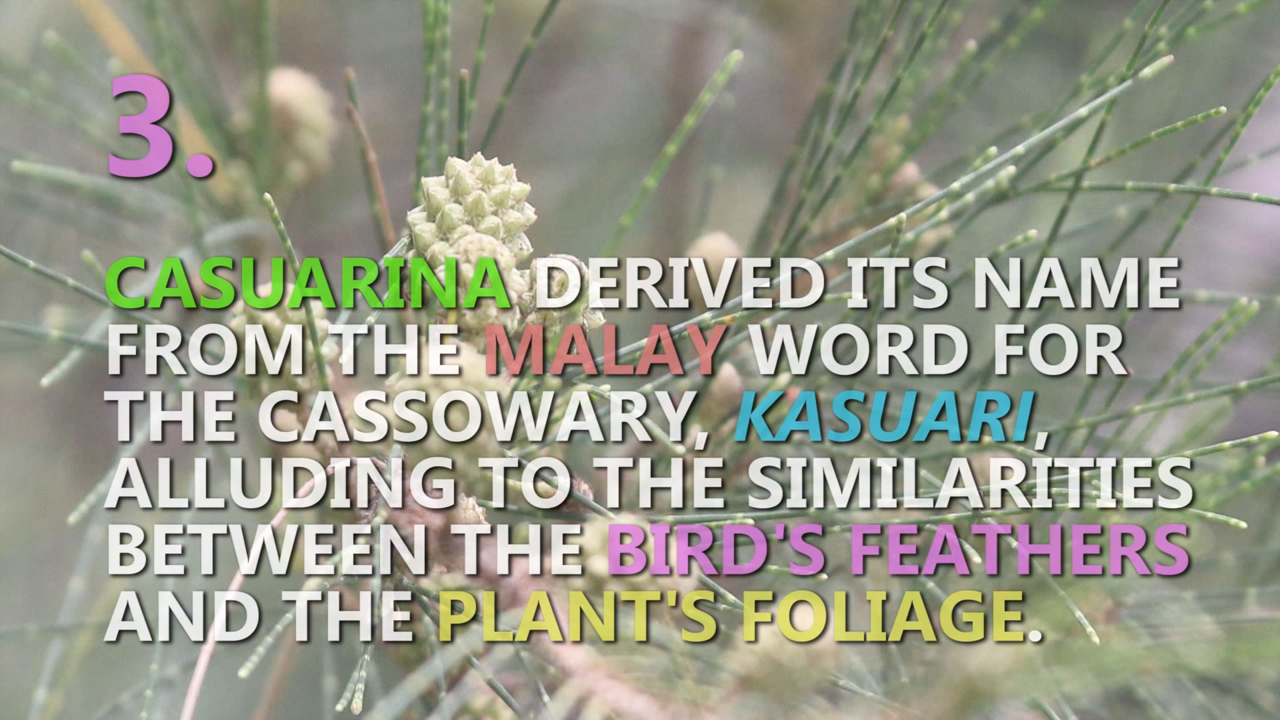 3.
CASUARINA DERIVED ITS NAME
FROM THE MALAY WORD FOR
THE CASSOWARY, KASUARI,
ALLUDING TO THE SIMILARITIES
BETWEEN THE BIRD'S FEATHERS
AND THE PLANT'S FOLIAGE.